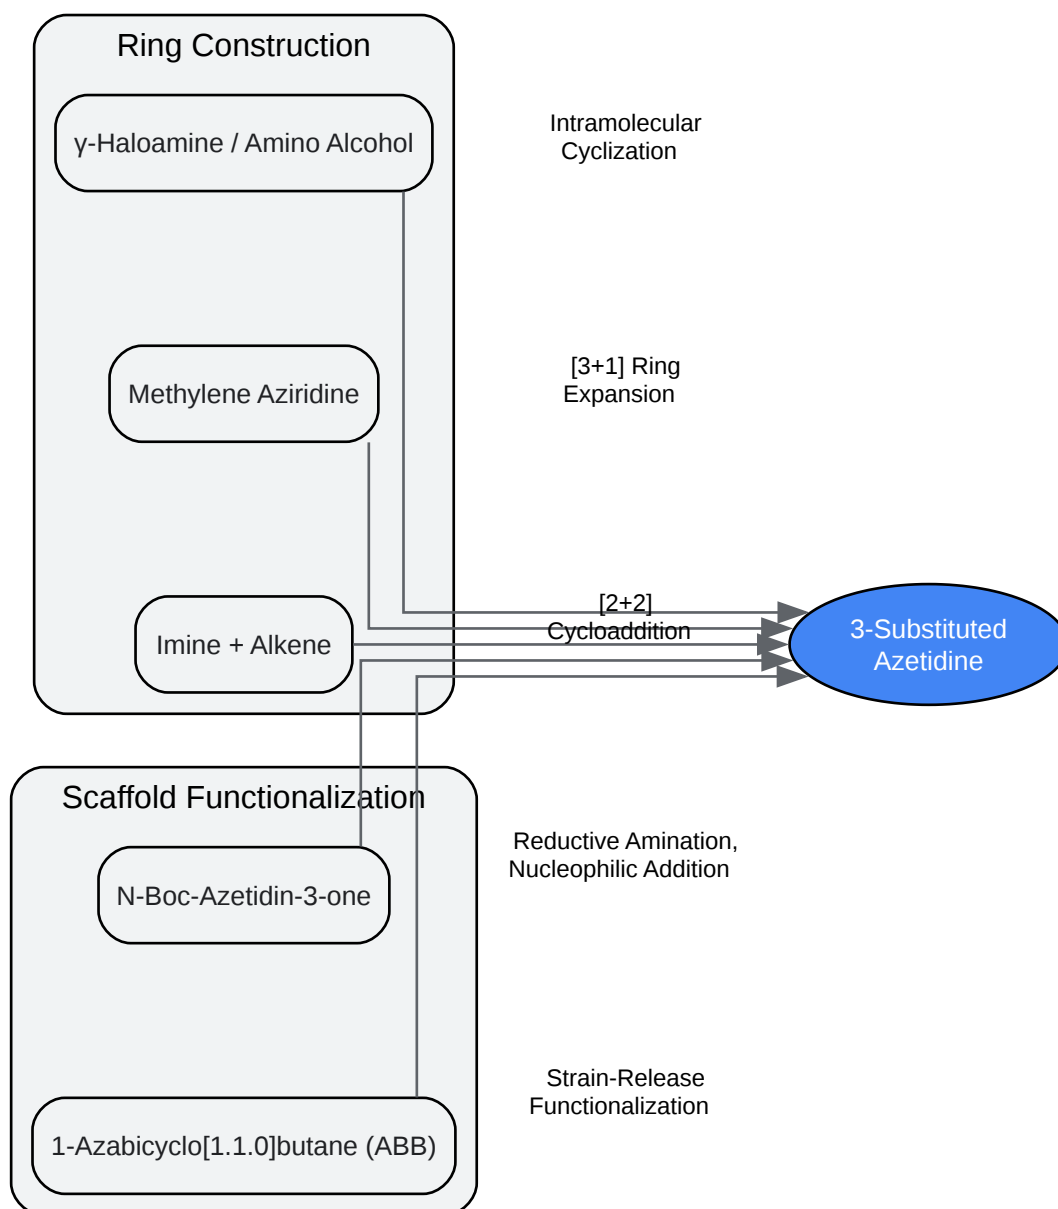 Ring Construction
γ-Haloamine / Amino Alcohol
Intramolecular
Cyclization
Methylene Aziridine
[3+1] Ring
Expansion
Imine + Alkene
[2+2]
Cycloaddition
3-Substituted
Azetidine
Scaffold Functionalization
N-Boc-Azetidin-3-one
Reductive Amination,
Nucleophilic Addition
1-Azabicyclo[1.1.0]butane (ABB)
Strain-Release
Functionalization